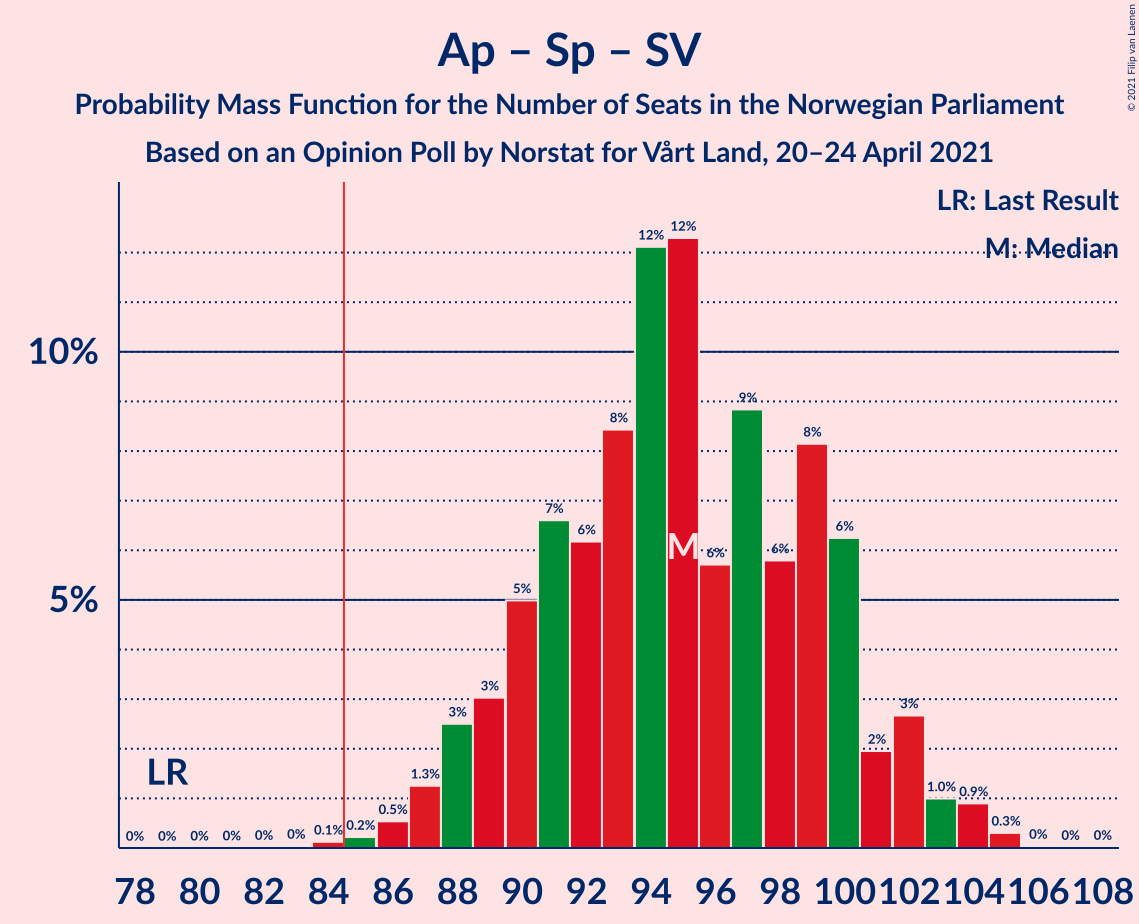 Ap – Sp – SV
Probability Mass Function for the Number of Seats in the Norwegian Parliament
Based on an Opinion Poll by Norstat for Vårt Land, 20–24 April 2021
© 2021 Filip van Laenen
LR: Last Result
M: Median
10%
5%
LR
M
0% 0% 0% 0% 0% 0% 0.1% 0.2% 0.5% 1.3% 3% 3% 5% 7% 6% 8% 12% 12% 6% 9% 6% 8% 6% 2% 3% 1.0% 0.9% 0.3% 0% 0% 0%
78 80 82 84 86 88 90 92 94 96 98 100 102 104 106 108